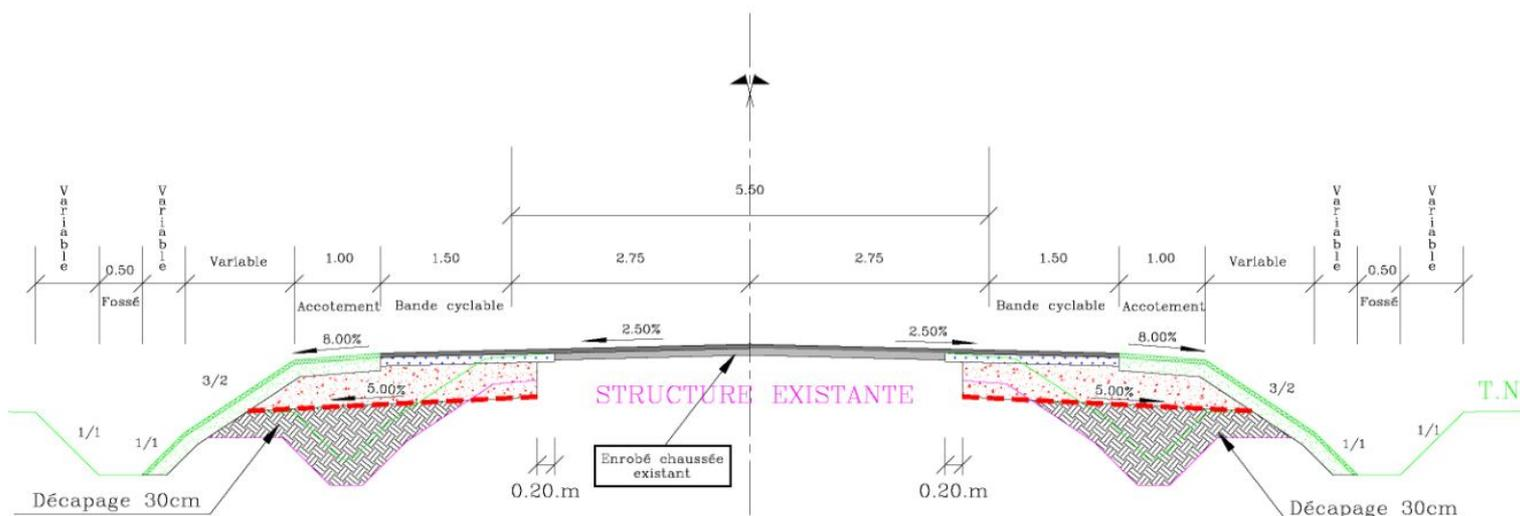 5.50
Variable
0.50
Variable
Variable
1.00
1.50
2.75
2.75
1.50
1.00
Variable
Variable
0.50
Variable
Fossé
Accotement
Bande cyclable
Bande cyclable
Accotement
Fossé
8.00%
2.50%
2.50%
8.00%
3/2
5.00%
STRUCTURE EXISTANTE
5.00%
3/2
T.N
1/1
1/1
1/1
1/1
Enrobé chaussée
existant
0.20.m
0.20.m
Décapage 30cm
Décapage 30cm